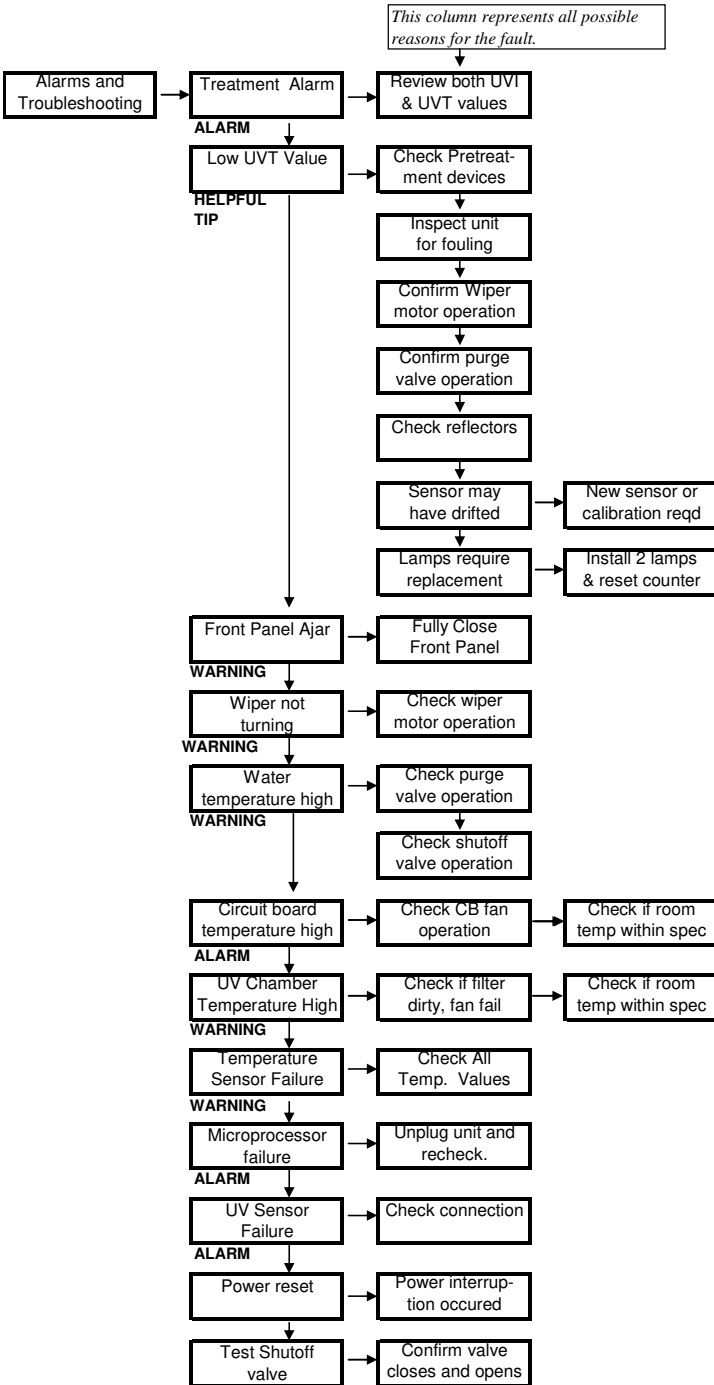 This column represents all possible
reasons for the fault.
Alarms and
Troubleshooting
Treatment Alarm
Review both UVI
& UVT values
ALARM
Low UVT Value
Check Pretreat-
ment devices
HELPFUL
TIP
Inspect unit
for fouling
Confirm Wiper
motor operation
Confirm purge
valve operation
Check reflectors
Sensor may
have drifted
New sensor or
calibration reqd
Lamps require
replacement
Install 2 lamps
& reset counter
Front Panel Ajar
Fully Close
Front Panel
WARNING
Wiper not
turning
Check wiper
motor operation
WARNING
Water
temperature high
Check purge
valve operation
WARNING
Check shutoff
valve operation
Circuit board
temperature high
Check CB fan
operation
Check if room
temp within spec
ALARM
UV Chamber
Temperature High
Check if filter
dirty, fan fail
Check if room
temp within spec
WARNING
Temperature
Sensor Failure
Check All
Temp. Values
WARNING
Microprocessor
failure
Unplug unit and
recheck.
ALARM
UV Sensor
Failure
Check connection
ALARM
Power reset
Power interrup-
tion occured
Test Shutoff
valve
Confirm valve
closes and opens